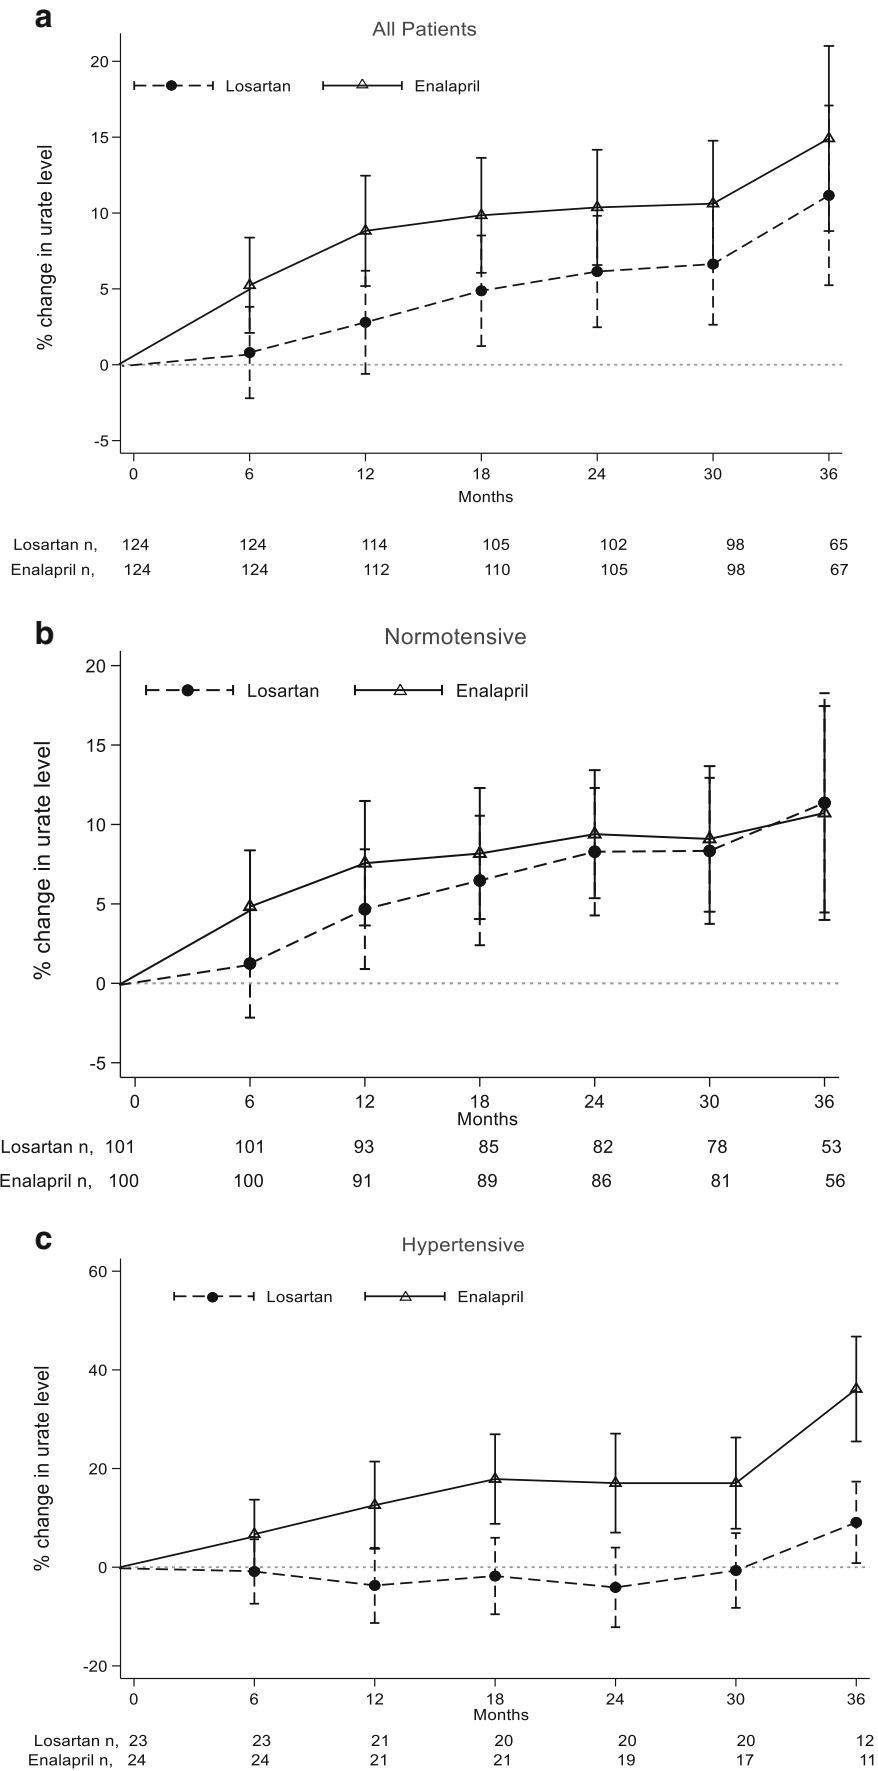 a
All Patients
Losartan Enalapril
% change in urate level
20
15
10
5
0
-5
0 6 12 18 24 30 36
Months
Losartan n, 124 124 114 105 102 98 65
Enalapril n, 124 124 112 110 105 98 67
b
Normotensive
Losartan Enalapril
% change in urate level
20
15
10
5
0
-5
0 6 12 18 24 30 36
Months
Losartan n, 101 101 93 85 82 78 53
Enalapril n, 100 100 91 89 86 81 56
c
Hypertensive
Losartan Enalapril
% change in urate level
60
40
20
0
-20
0 6 12 18 24 30 36
Months
Losartan n, 23 23 21 20 20 20 12
Enalapril n, 24 24 21 21 19 17 11